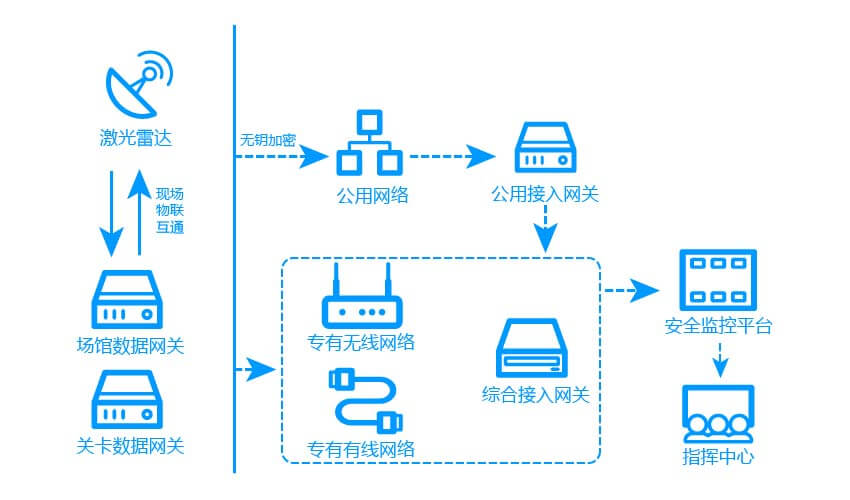 激光雷达
现场
物联
互通
场馆数据网关
关卡数据网关
无钥加密
公用网络
公用接入网关
专有无线网络
专有有线网络
综合接入网关
安全监控平台
指挥中心